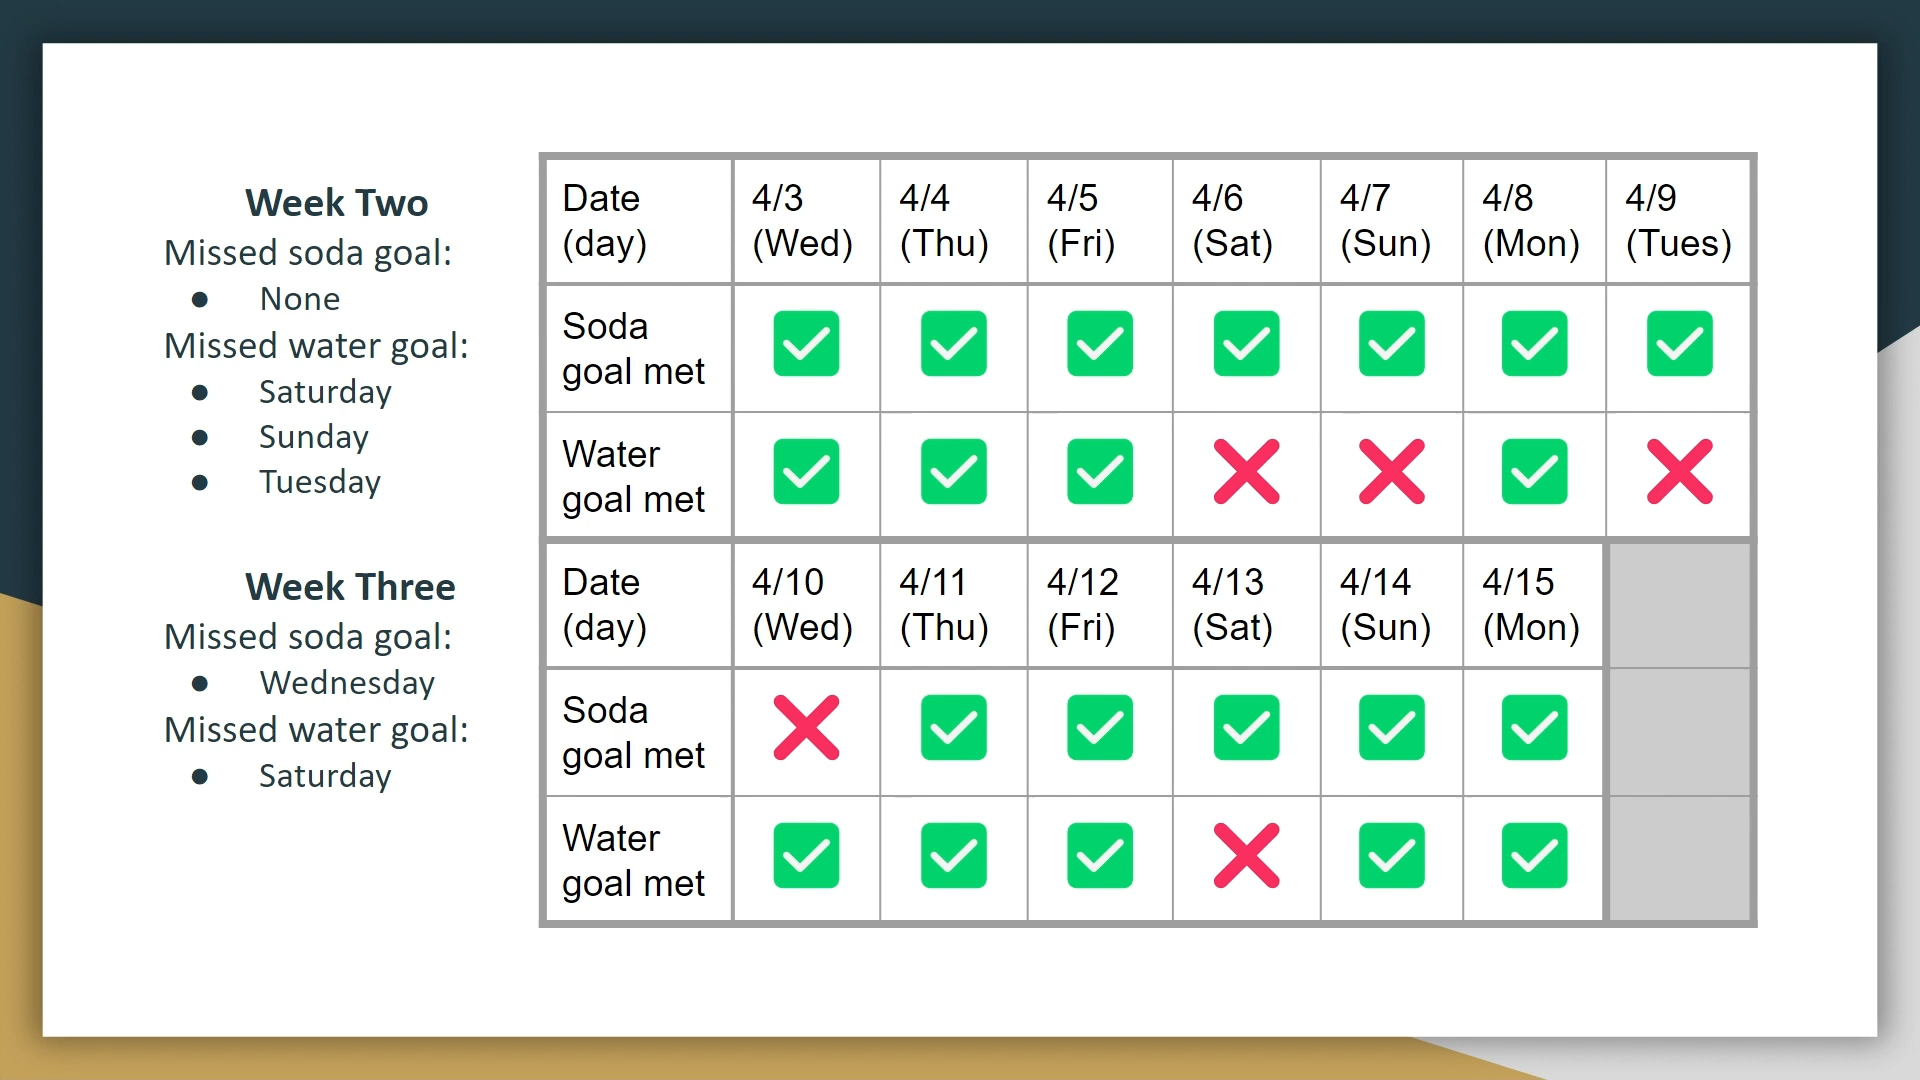 Week Two
Missed soda goal:
● None
Missed water goal:
● Saturday
● Sunday
● Tuesday
Week Three
Missed soda goal:
● Wednesday
Missed water goal:
● Saturday
Date (day) 4/3 (Wed) 4/4 (Thu) 4/5 (Fri) 4/6 (Sat) 4/7 (Sun) 4/8 (Mon) 4/9 (Tues)
Soda goal met ✅ ✅ ✅ ✅ ✅ ✅ ✅
Water goal met ✅ ✅ ✅ ❌ ❌ ✅ ❌
Date (day) 4/10 (Wed) 4/11 (Thu) 4/12 (Fri) 4/13 (Sat) 4/14 (Sun) 4/15 (Mon)
Soda goal met ❌ ✅ ✅ ✅ ✅ ✅
Water goal met ✅ ✅ ✅ ❌ ✅ ✅